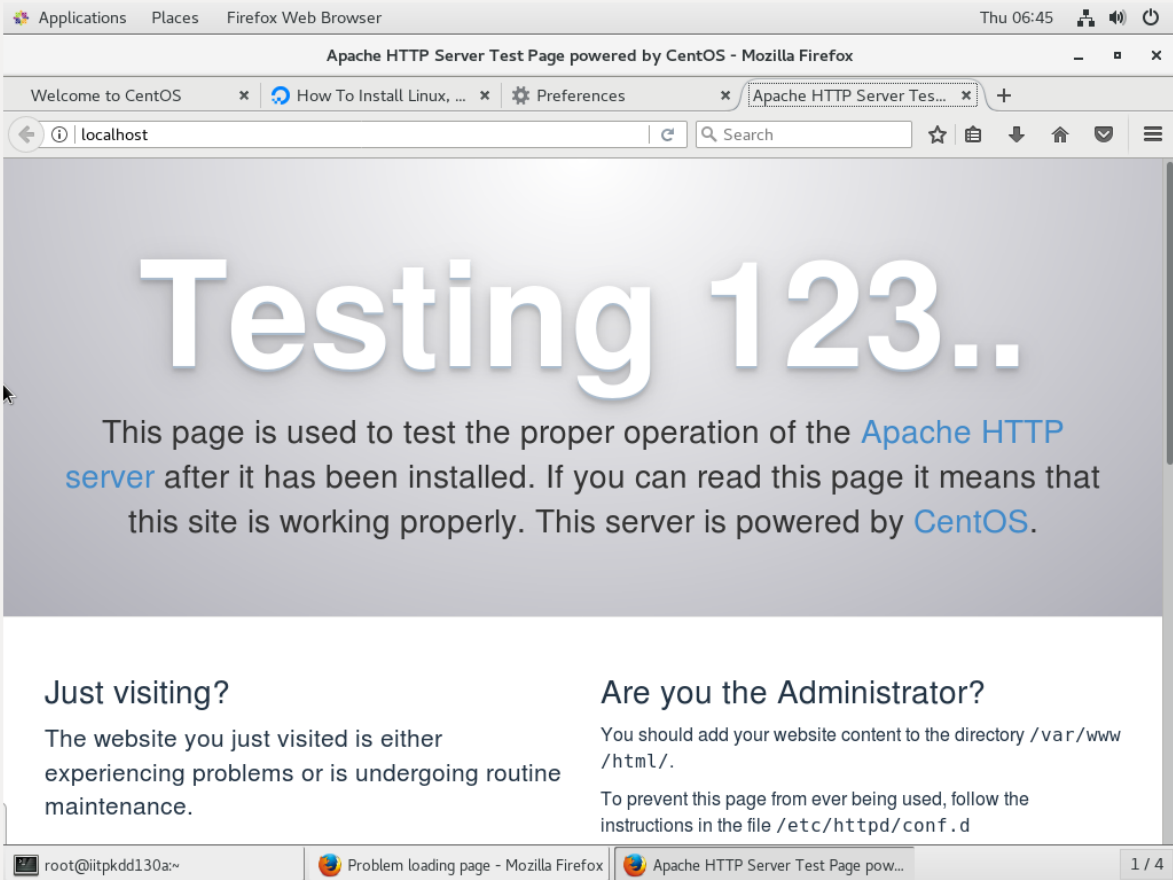 Applications Places Firefox Web Browser Thu 06:45
Apache HTTP Server Test Page powered by CentOS - Mozilla Firefox
Welcome to CentOS How To Install Linux, ... Preferences Apache HTTP Server Tes...
localhost Search
Testing 123..
This page is used to test the proper operation of the Apache HTTP
server after it has been installed. If you can read this page it means that
this site is working properly. This server is powered by CentOS.
Just visiting?
The website you just visited is either
experiencing problems or is undergoing routine
maintenance.
Are you the Administrator?
You should add your website content to the directory /var/www
/html/.
To prevent this page from ever being used, follow the
instructions in the file /etc/httpd/conf.d
root@iitpkdd130a:~ Problem loading page - Mozilla Firefox Apache HTTP Server Test Page pow... 1 / 4